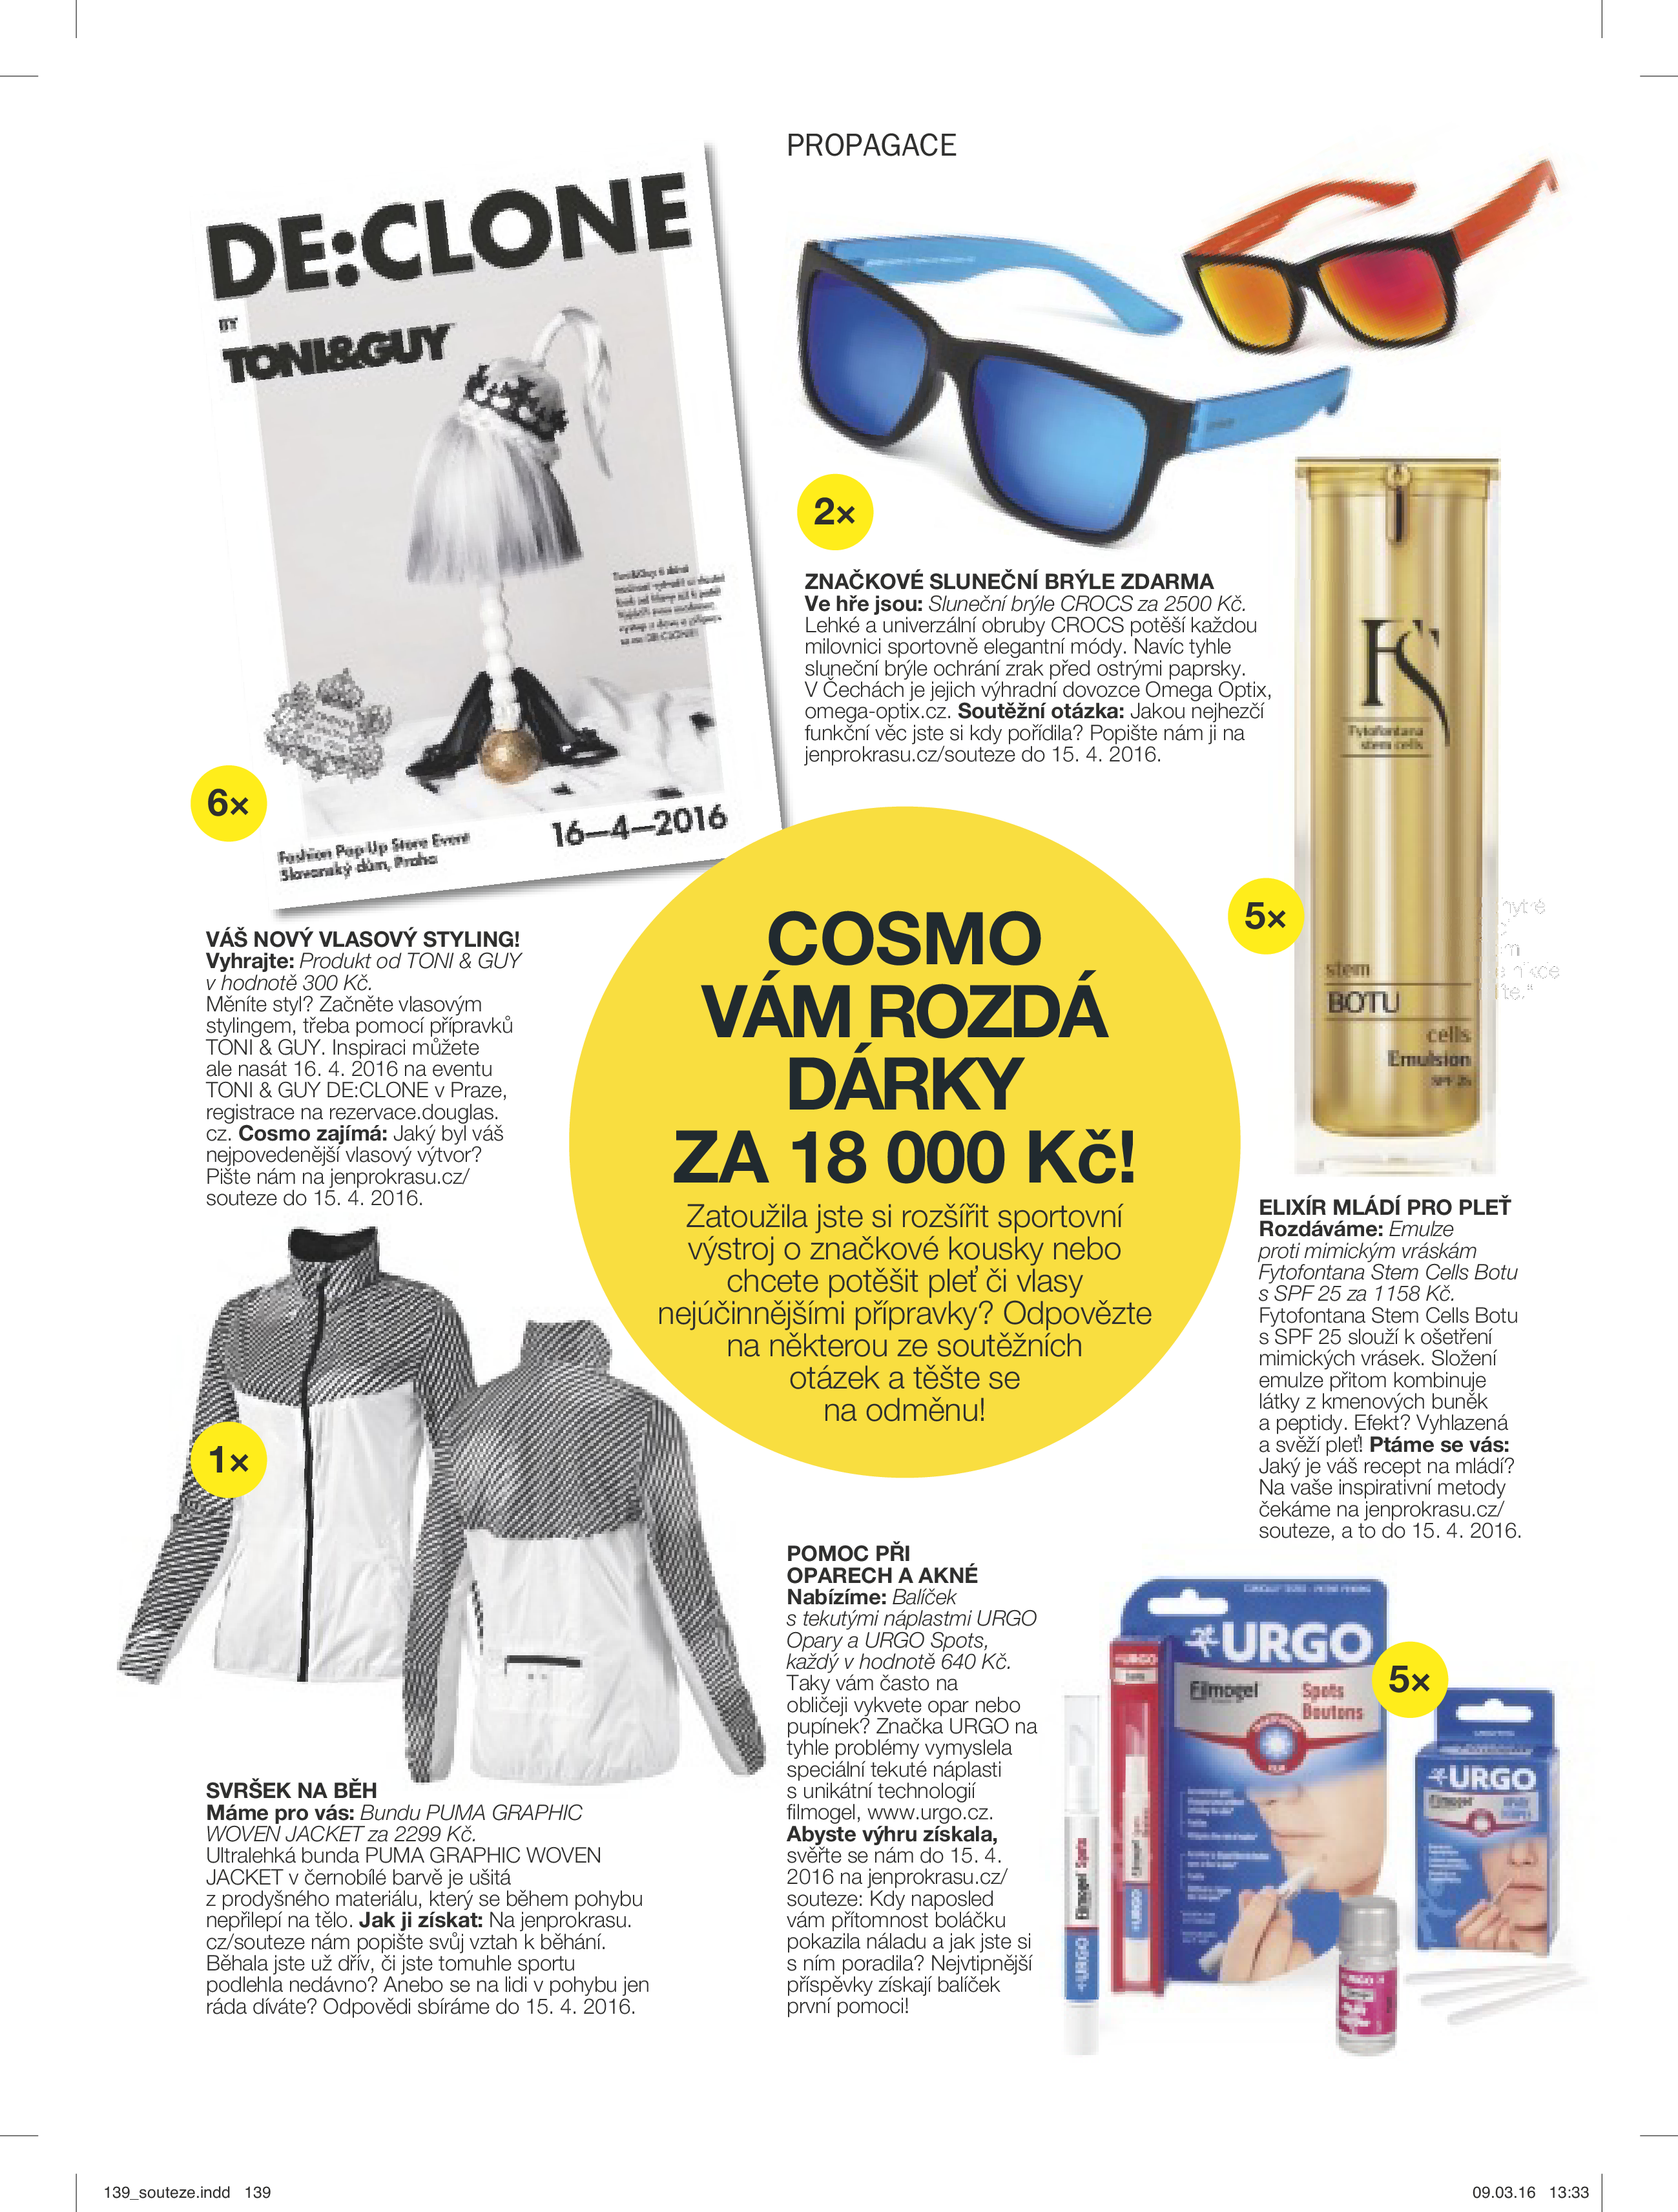 PROPAGACE
DE:CLONE
BY
TONI&GUY
16—4—2016
Fashion Pop Up Store Event
Slovanský dům, Praha
6×
2×
ZNAČKOVÉ SLUNEČNÍ BRÝLE ZDARMA
Ve hře jsou: Sluneční brýle CROCS za 2500 Kč.
Lehké a univerzální obruby CROCS potěší každou
milovnici sportovně elegantní módy. Navíc tyhle
sluneční brýle ochrání zrak před ostrými paprsky.
V Čechách je jejich výhradní dovozce Omega Optix,
omega-optix.cz. Soutěžní otázka: Jakou nejhezčí
funkční věc jste si kdy pořídila? Popište nám ji na
jenprokrasu.cz/souteze do 15. 4. 2016.
FS
Fytofontana
stem cells
stem
BOTU
cells
Emulsion
SPF 25
5×
VÁŠ NOVÝ VLASOVÝ STYLING!
Vyhrajte: Produkt od TONI & GUY
v hodnotě 300 Kč.
Měníte styl? Začněte vlasovým
stylingem, třeba pomocí přípravků
TONI & GUY. Inspiraci můžete
ale nasát 16. 4. 2016 na eventu
TONI & GUY DE:CLONE v Praze,
registrace na rezervace.douglas.
cz. Cosmo zajímá: Jaký byl váš
nejpovedenější vlasový výtvor?
Pište nám na jenprokrasu.cz/
souteze do 15. 4. 2016.
COSMO
VÁM ROZDÁ
DÁRKY
ZA 18 000 Kč!
Zatoužila jste si rozšířit sportovní
výstroj o značkové kousky nebo
chcete potěšit pleť či vlasy
nejúčinnějšími přípravky? Odpovězte
na některou ze soutěžních
otázek a těšte se
na odměnu!
ELIXÍR MLÁDÍ PRO PLEŤ
Rozdáváme: Emulze
proti mimickým vráskám
Fytofontana Stem Cells Botu
s SPF 25 za 1158 Kč.
Fytofontana Stem Cells Botu
s SPF 25 slouží k ošetření
mimických vrásek. Složení
emulze přitom kombinuje
látky z kmenových buněk
a peptidy. Efekt? Vyhlazená
a svěží pleť! Ptáme se vás:
Jaký je váš recept na mládí?
Na vaše inspirativní metody
čekáme na jenprokrasu.cz/
souteze, a to do 15. 4. 2016.
1×
SVRŠEK NA BĚH
Máme pro vás: Bundu PUMA GRAPHIC
WOVEN JACKET za 2299 Kč.
Ultralehká bunda PUMA GRAPHIC WOVEN
JACKET v černobílé barvě je ušitá
z prodyšného materiálu, který se během pohybu
nepřilepí na tělo. Jak ji získat: Na jenprokrasu.
cz/souteze nám popište svůj vztah k běhání.
Běhala jste už dřív, či jste tomuhle sportu
podlehla nedávno? Anebo se na lidi v pohybu jen
ráda díváte? Odpovědi sbíráme do 15. 4. 2016.
POMOC PŘI
OPARECH A AKNÉ
Nabízíme: Balíček
s tekutými náplastmi URGO
Opary a URGO Spots,
každý v hodnotě 640 Kč.
Taky vám často na
obličeji vykvete opar nebo
pupínek? Značka URGO na
tyhle problémy vymyslela
speciální tekuté náplasti
s unikátní technologií
filmogel, www.urgo.cz.
Abyste výhru získala,
svěřte se nám do 15. 4.
2016 na jenprokrasu.cz/
souteze: Kdy naposled
vám přítomnost boláčku
pokazila náladu a jak jste si
s ním poradila? Nejvtipnější
příspěvky získají balíček
první pomoci!
URGO
Filmogel
Spots
Boutons
5×
URGO
Filmogel
URGO
Filmogel Spots
URGO
URGO
139_souteze.indd 139
09.03.16 13:33